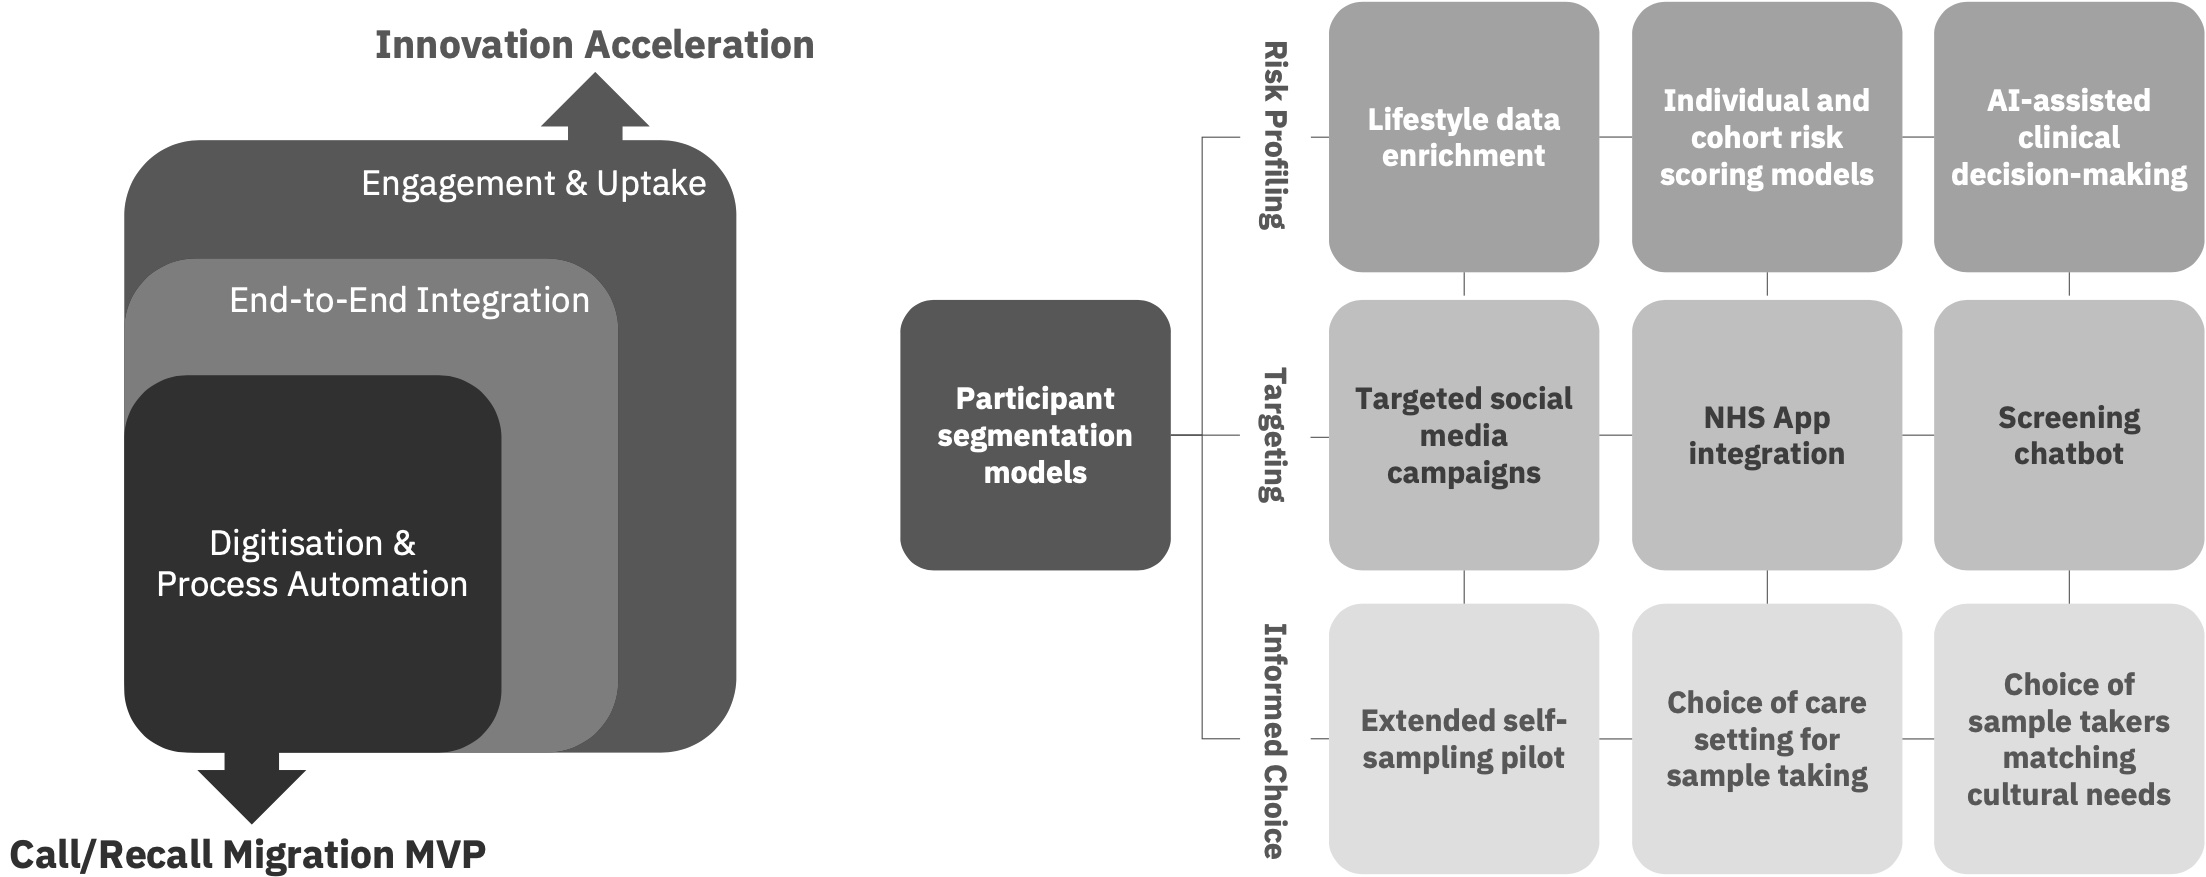 Innovation Acceleration
Engagement & Uptake
End-to-End Integration
Digitisation &
Process Automation
Call/Recall Migration MVP
Participant
segmentation
models
Risk Profiling
Lifestyle data
enrichment
Individual and
cohort risk
scoring models
AI-assisted
clinical
decision-making
Targeting
Targeted social
media
campaigns
NHS App
integration
Screening
chatbot
Informed Choice
Extended self-
sampling pilot
Choice of care
setting for
sample taking
Choice of
sample takers
matching
cultural needs